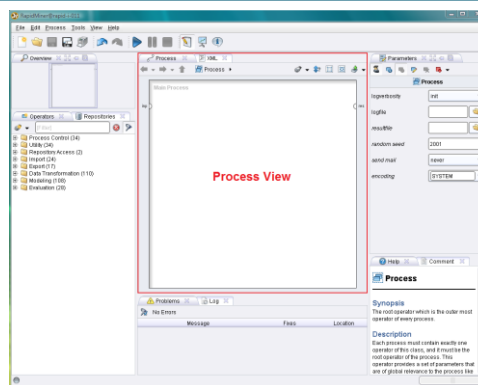 File Edit Process Tools View Help
Overview
Process XML
Parameters
Process
Process
Main Process
logverbosity init
logfile
resultfile
random seed 2001
send mail never
encoding SYSTEM
Operators Repositories
[Filter]
Process Control (34)
Utility (34)
Repository Access (2)
Import (24)
Export (17)
Data Transformation (110)
Modeling (108)
Evaluation (28)
Process View
Help Comment
Process
Synopsis
The root operator which is the outer most
operator of every process.
Description
Each process must contain exactly one
operator of this class, and it must be the
root operator of the process. This
operator provides a set of parameters that
are of global relevance to the process like
Problems Log
No Errors
Message Fixes Location